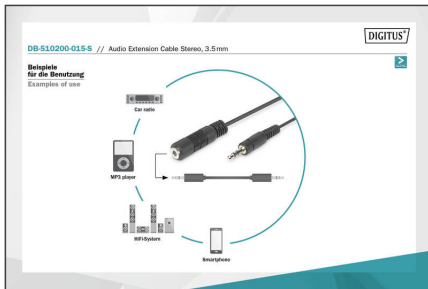 DIGITUS®
DB-510200-015-S // Audio Extension Cable Stereo, 3.5 mm
Beispiele
für die Benutzung
Examples of use
Car radio
MP3 player
HiFi-System
Smartphone